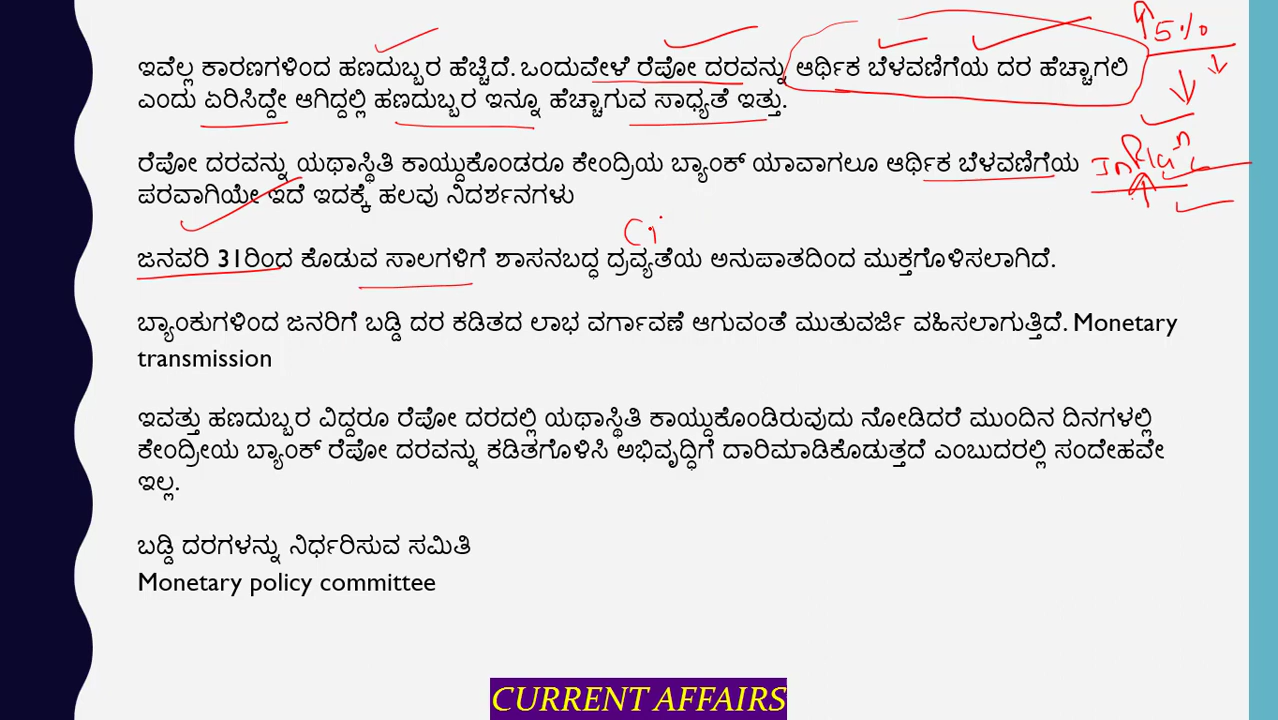 ಇವೆಲ್ಲ ಕಾರಣಗಳಿಂದ ಹಣದುಬ್ಬರ ಹೆಚ್ಚಿದೆ. ಒಂದುವೇಳೆ ರೆಪೋ ದರವನ್ನು ಆರ್ಥಿಕ ಬೆಳವಣಿಗೆಯ ದರ ಹೆಚ್ಚಾಗಲಿ
ಎಂದು ಏರಿಸಿದ್ದೇ ಆಗಿದ್ದಲ್ಲಿ ಹಣದುಬ್ಬರ ಇನ್ನೂ ಹೆಚ್ಚಾಗುವ ಸಾಧ್ಯತೆ ಇತ್ತು.
5%
ರೆಪೋ ದರವನ್ನು ಯಥಾಸ್ಥಿತಿ ಕಾಯ್ದುಕೊಂಡರೂ ಕೇಂದ್ರಿಯ ಬ್ಯಾಂಕ್ ಯಾವಾಗಲೂ ಆರ್ಥಿಕ ಬೆಳವಣಿಗೆಯ
ಪರವಾಗಿಯೇ ಇದೆ ಇದಕ್ಕೆ ಹಲವು ನಿದರ್ಶನಗಳು
ಜನವರಿ 31ರಿಂದ ಕೊಡುವ ಸಾಲಗಳಿಗೆ ಶಾಸನಬದ್ಧ ದ್ರವ್ಯತೆಯ ಅನುಪಾತದಿಂದ ಮುಕ್ತಗೊಳಿಸಲಾಗಿದೆ.
ಬ್ಯಾಂಕುಗಳಿಂದ ಜನರಿಗೆ ಬಡ್ಡಿ ದರ ಕಡಿತದ ಲಾಭ ವರ್ಗಾವಣೆ ಆಗುವಂತೆ ಮುತುವರ್ಜಿ ವಹಿಸಲಾಗುತ್ತಿದೆ. Monetary
transmission
ಇವತ್ತು ಹಣದುಬ್ಬರ ವಿದ್ದರೂ ರೆಪೋ ದರದಲ್ಲಿ ಯಥಾಸ್ಥಿತಿ ಕಾಯ್ದುಕೊಂಡಿರುವುದು ನೋಡಿದರೆ ಮುಂದಿನ ದಿನಗಳಲ್ಲಿ
ಕೇಂದ್ರೀಯ ಬ್ಯಾಂಕ್ ರೆಪೋ ದರವನ್ನು ಕಡಿತಗೊಳಿಸಿ ಅಭಿವೃದ್ಧಿಗೆ ದಾರಿಮಾಡಿಕೊಡುತ್ತದೆ ಎಂಬುದರಲ್ಲಿ ಸಂದೇಹವೇ
ಇಲ್ಲ.
ಬಡ್ಡಿ ದರಗಳನ್ನು ನಿರ್ಧರಿಸುವ ಸಮಿತಿ
Monetary policy committee
CURRENT AFFAIRS